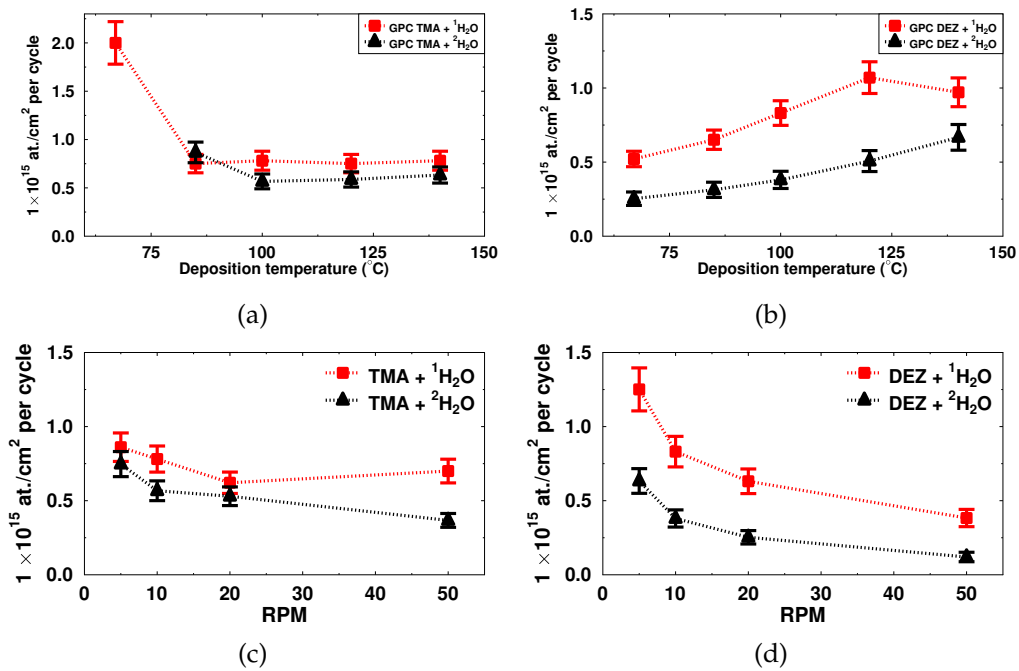 GPC TMA + ¹H₂O
GPC TMA + ²H₂O
1 ×10¹⁵ at./cm² per cycle
2.0
1.5
1.0
0.5
0.0
75
100
125
150
Deposition temperature (°C)
(a)
GPC DEZ + ¹H₂O
GPC DEZ + ²H₂O
1 ×10¹⁵ at./cm² per cycle
1.5
1.0
0.5
0.0
75
100
125
150
Deposition temperature (°C)
(b)
TMA + ¹H₂O
TMA + ²H₂O
1 ×10¹⁵ at./cm² per cycle
1.5
1.0
0.5
0.0
0
10
20
30
40
50
RPM
(c)
DEZ + ¹H₂O
DEZ + ²H₂O
1 ×10¹⁵ at./cm² per cycle
1.5
1.0
0.5
0.0
0
10
20
30
40
50
RPM
(d)